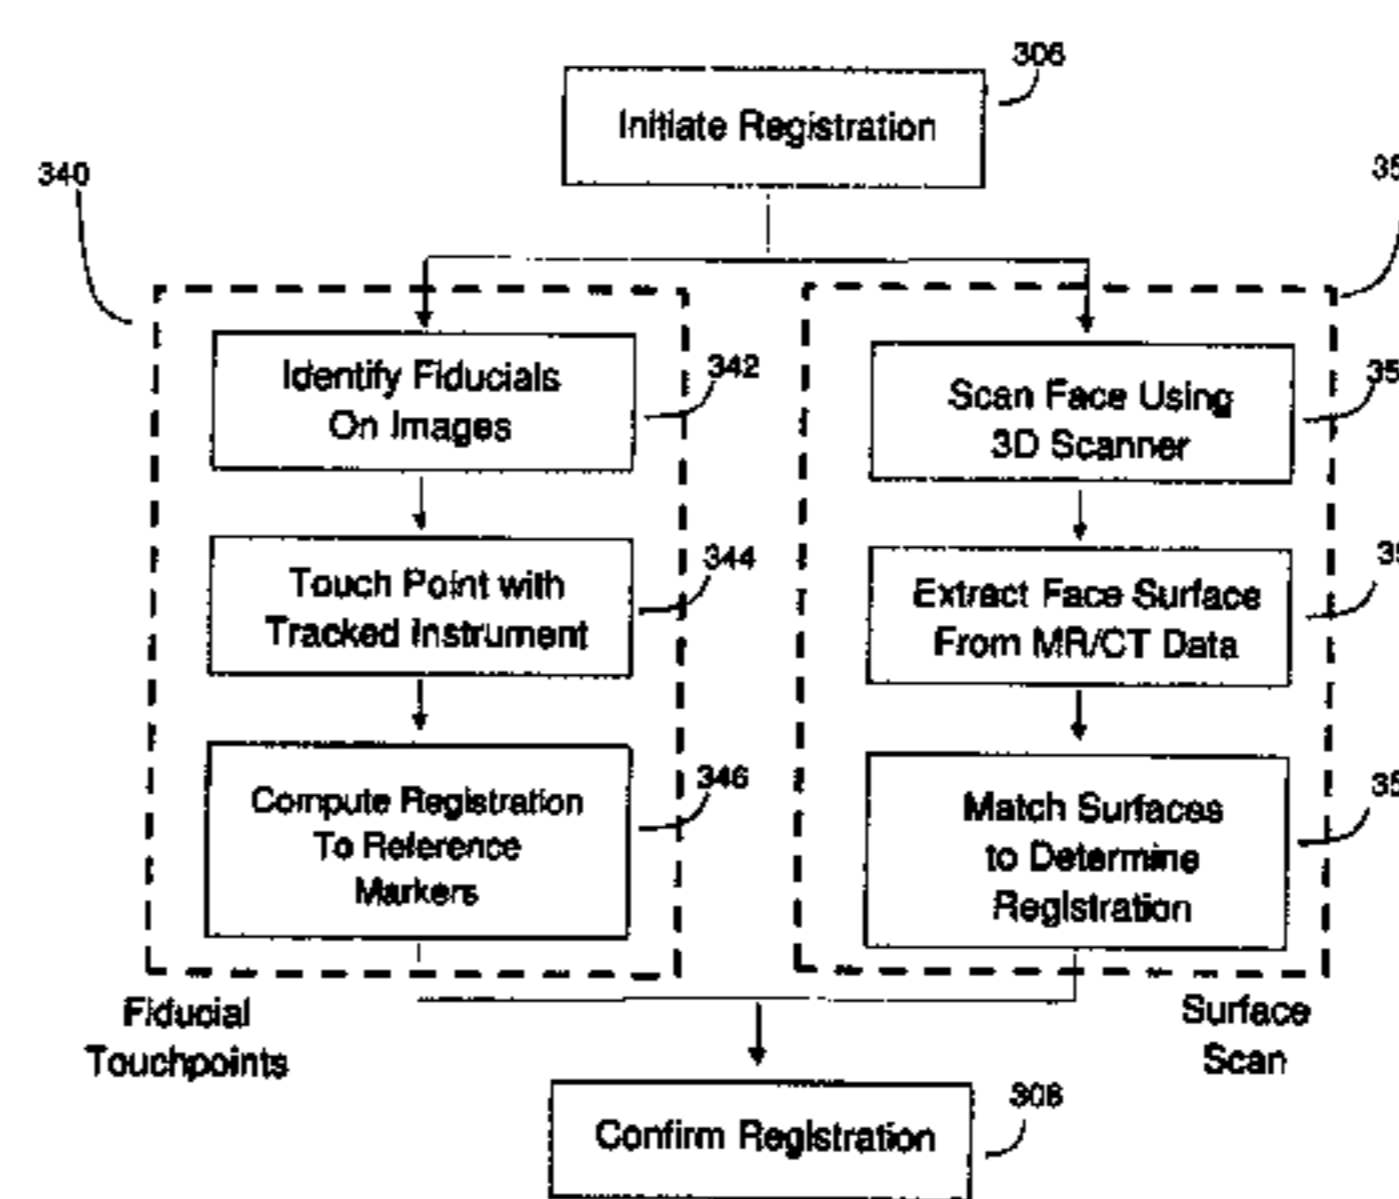 306
Initiate Registration
340
Identify Fiducials
On Images
342
Touch Point with
Tracked Instrument
344
Compute Registration
To Reference
Markers
346
Fiducial
Touchpoints
Scan Face Using
3D Scanner
Extract Face Surface
From MR/CT Data
Match Surfaces
to Determine
Registration
Surface
Scan
308
Confirm Registration